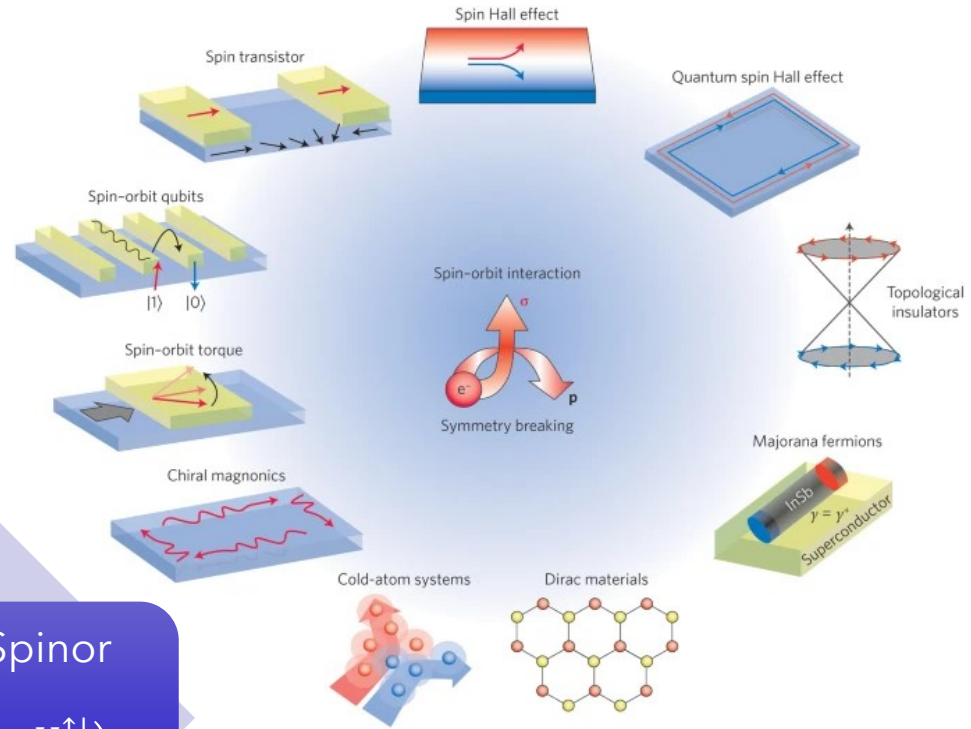 Spin Hall effect
Spin transistor
Quantum spin Hall effect
Spin–orbit qubits
|1⟩ |0⟩
Spin–orbit interaction
σ
e⁻
p
Symmetry breaking
Topological
insulators
Spin–orbit torque
Majorana fermions
InSb
Superconductor
Chiral magnonics
Cold-atom systems
Dirac materials
Spinor